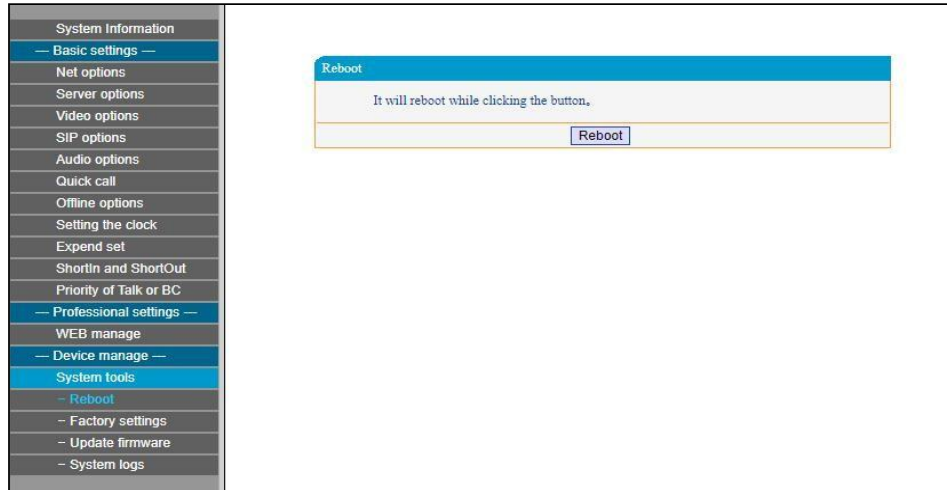 System Information
— Basic settings —
Net options
Server options
Video options
SIP options
Audio options
Quick call
Offline options
Setting the clock
Expend set
ShortIn and ShortOut
Priority of Talk or BC
— Professional settings —
WEB manage
— Device manage —
System tools
– Reboot
– Factory settings
– Update firmware
– System logs
Reboot
It will reboot while clicking the button。
Reboot